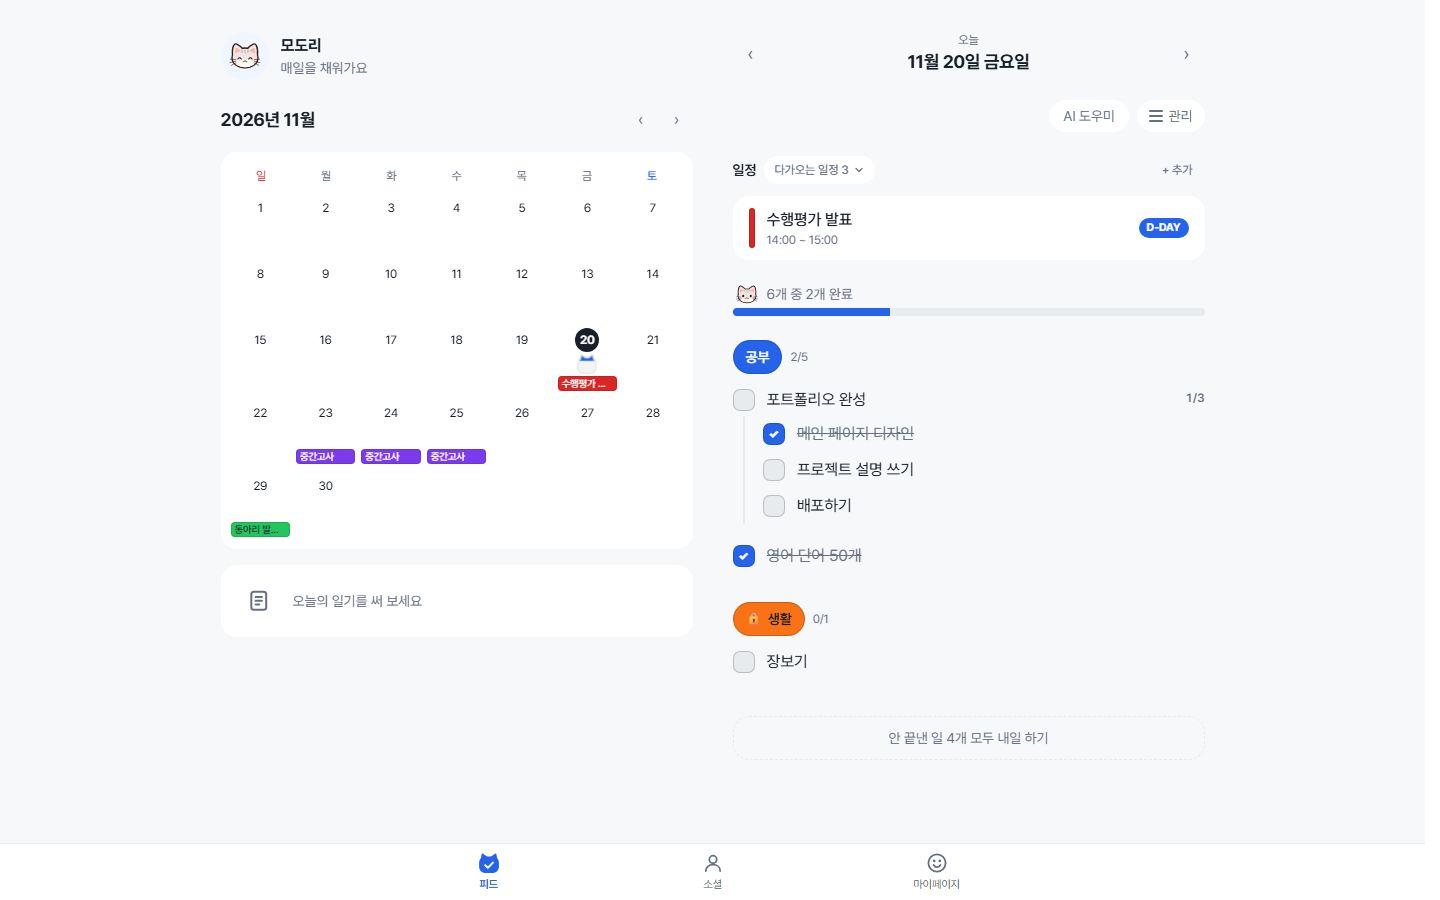 모도리
매일을 채워가요
2026년 11월
‹ ›
일 월 화 수 목 금 토
1 2 3 4 5 6 7
8 9 10 11 12 13 14
15 16 17 18 19 20 21
수행평가 ...
22 23 24 25 26 27 28
중간고사 중간고사 중간고사
29 30
동아리 발...
오늘의 일기를 써 보세요
오늘
‹ 11월 20일 금요일 ›
AI 도우미
관리
일정 다가오는 일정 3
+ 추가
수행평가 발표
14:00 – 15:00
D-DAY
6개 중 2개 완료
공부 2/5
포트폴리오 완성 1/3
메인 페이지 디자인
프로젝트 설명 쓰기
배포하기
영어 단어 50개
생활 0/1
장보기
안 끝낸 일 4개 모두 내일 하기
피드
소셜
마이페이지